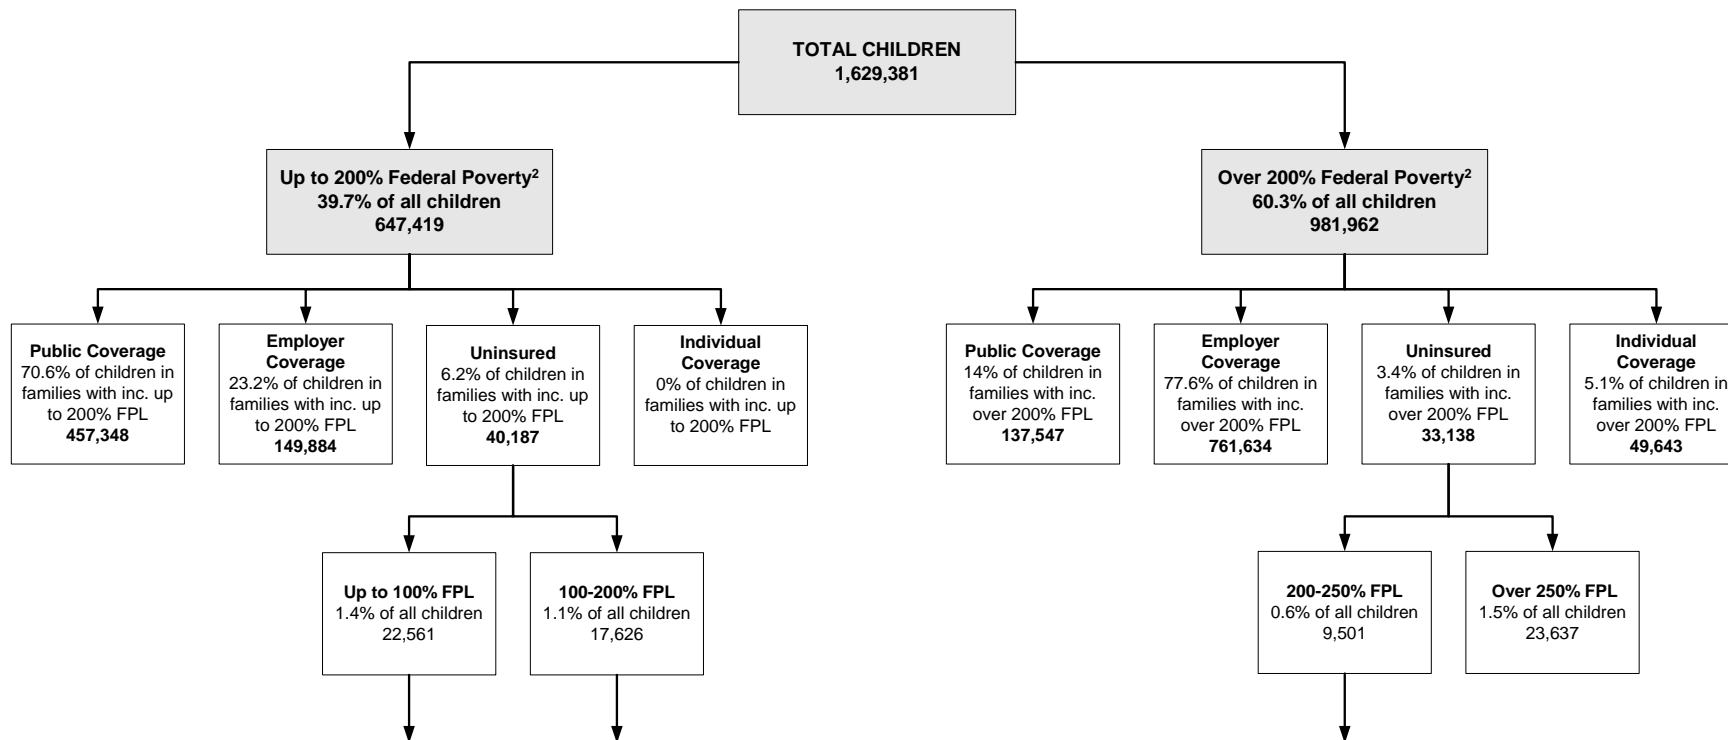 TOTAL CHILDREN
1,629,381
Up to 200% Federal Poverty²
39.7% of all children
647,419
Over 200% Federal Poverty²
60.3% of all children
981,962
Public Coverage
70.6% of children in
families with inc. up
to 200% FPL
457,348
Employer
Coverage
23.2% of children in
families with inc. up
to 200% FPL
149,884
Uninsured
6.2% of children in
families with inc. up
to 200% FPL
40,187
Individual
Coverage
0% of children in
families with inc. up
to 200% FPL
Public Coverage
14% of children in
families with inc.
over 200% FPL
137,547
Employer
Coverage
77.6% of children in
families with inc.
over 200% FPL
761,634
Uninsured
3.4% of children in
families with inc.
over 200% FPL
33,138
Individual
Coverage
5.1% of children in
families with inc.
over 200% FPL
49,643
Up to 100% FPL
1.4% of all children
22,561
100-200% FPL
1.1% of all children
17,626
200-250% FPL
0.6% of all children
9,501
Over 250% FPL
1.5% of all children
23,637